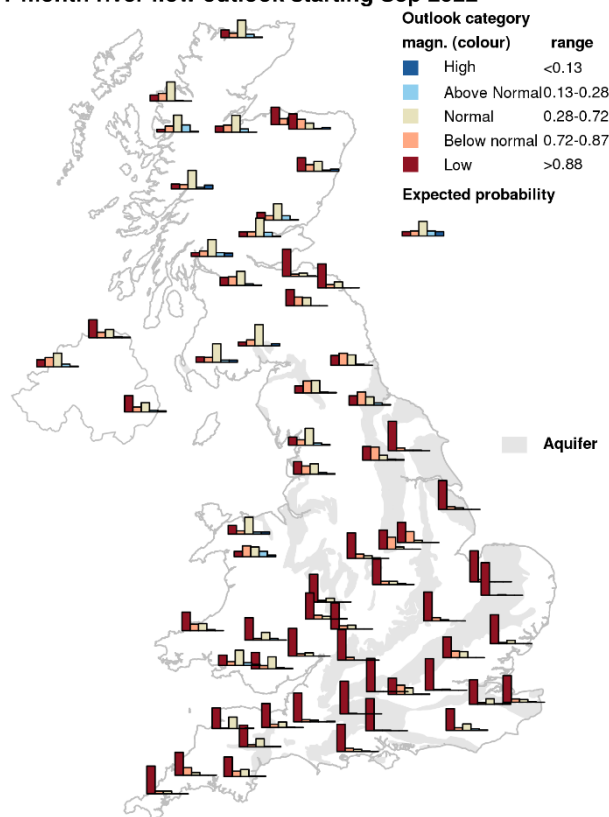 month river flow outlook starting Sep 2022
Outlook category
magn. (colour) range
High <0.13
Above Normal 0.13-0.28
Normal 0.28-0.72
Below normal 0.72-0.87
Low >0.88
Expected probability
Aquifer